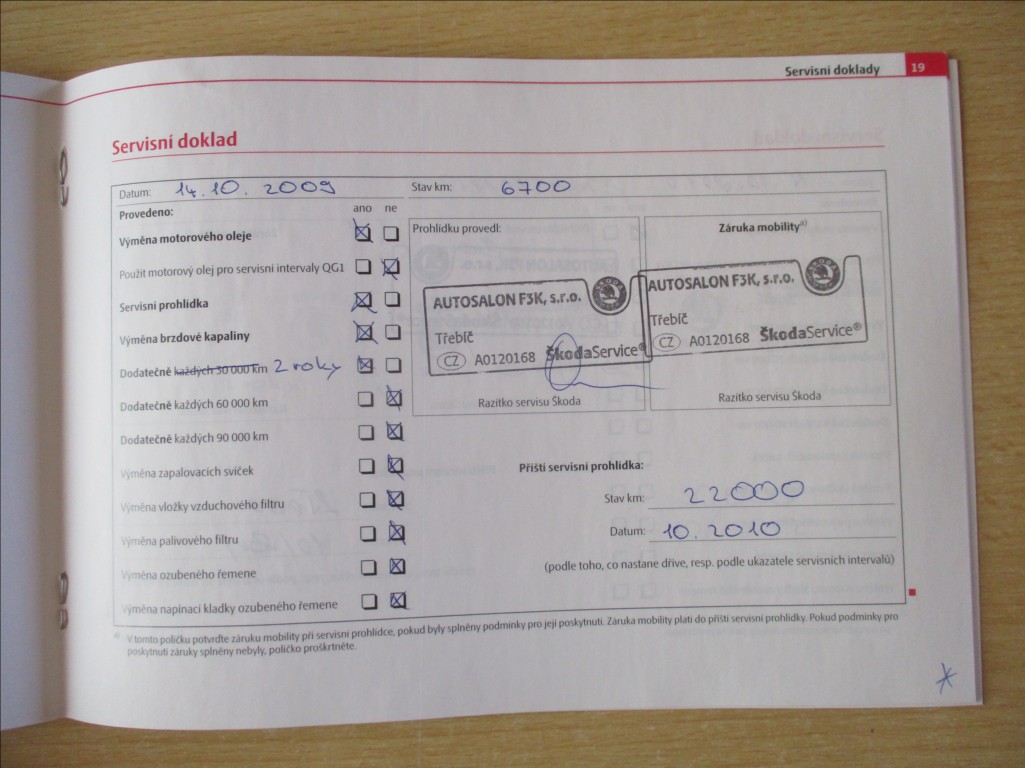 Servisní doklady 19
Servisní doklad
Datum: 14.10.2009 Stav km: 6700
Provedeno: ano ne
Výměna motorového oleje
Použit motorový olej pro servisní intervaly QG1
Servisní prohlídka
Výměna brzdové kapaliny
Dodatečně každých 30 000 km 2 roky
Dodatečně každých 60 000 km
Dodatečně každých 90 000 km
Výměna zapalovacích svíček
Výměna vložky vzduchového filtru
Výměna palivového filtru
Výměna ozubeného řemene
Výměna napínací kladky ozubeného řemene
Prohlídku provedl:
AUTOSALON F3K, s.r.o.
Třebíč
CZ A0120168 ŠkodaService®
Razítko servisu Škoda
Záruka mobility a)
ŠKODA
AUTOSALON F3K, s.r.o.
Třebíč
CZ A0120168 ŠkodaService®
Razítko servisu Škoda
Příští servisní prohlídka:
Stav km: 22000
Datum: 10.2010
(podle toho, co nastane dříve, resp. podle ukazatele servisních intervalů)
a) V tomto políčku potvrďte záruku mobility při servisní prohlídce, pokud byly splněny podmínky pro její poskytnutí. Záruka mobility platí do příští servisní prohlídky. Pokud podmínky pro
poskytnutí záruky splněny nebyly, políčko proškrtněte.